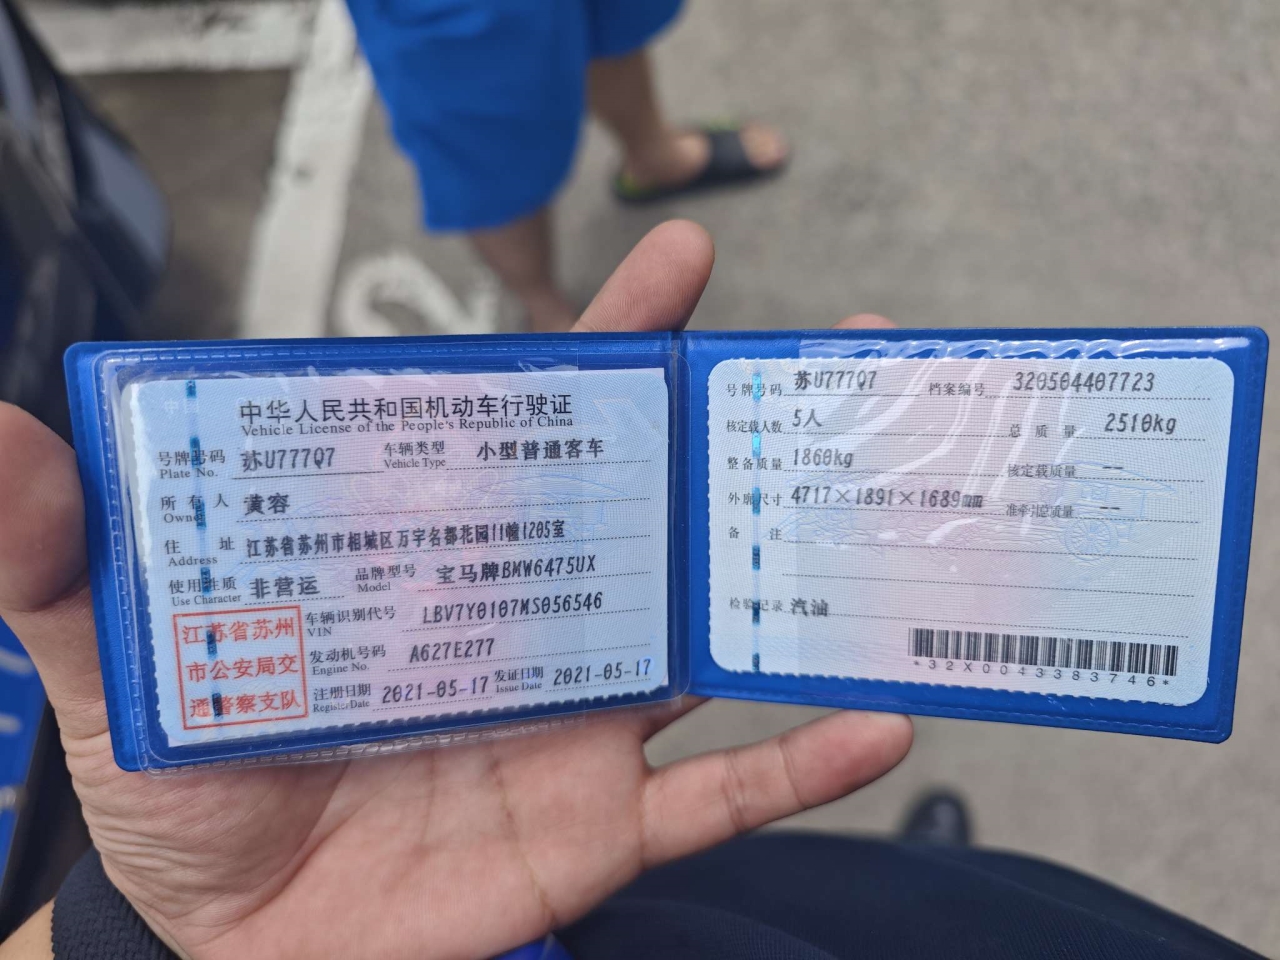 中华人民共和国机动车行驶证
Vehicle License of the People's Republic of China
号牌号码 苏U777Q7 车辆类型 小型普通客车
Plate No. Vehicle Type
所有人 黄容
Owner
住址 江苏省苏州市相城区万宇名都北园11幢1205室
Address
使用性质 非营运 品牌型号 宝马牌BMW6475UX
Use Character Model
江苏省苏州
市公安局交
通警察支队
车辆识别代号 LBV7Y0107MS056546
VIN
发动机号码 A627E277
Engine No.
注册日期 2021-05-17 发证日期 2021-05-17
Register Date Issue Date
号牌号码 苏U777Q7 档案编号 320504407723
核定载人数 5人 总质量 2510kg
整备质量 1860kg 核定载质量 --
外廓尺寸 4717×1891×1689mm 准牵引总质量 --
备注
检验记录 汽油
*32X0043383746*